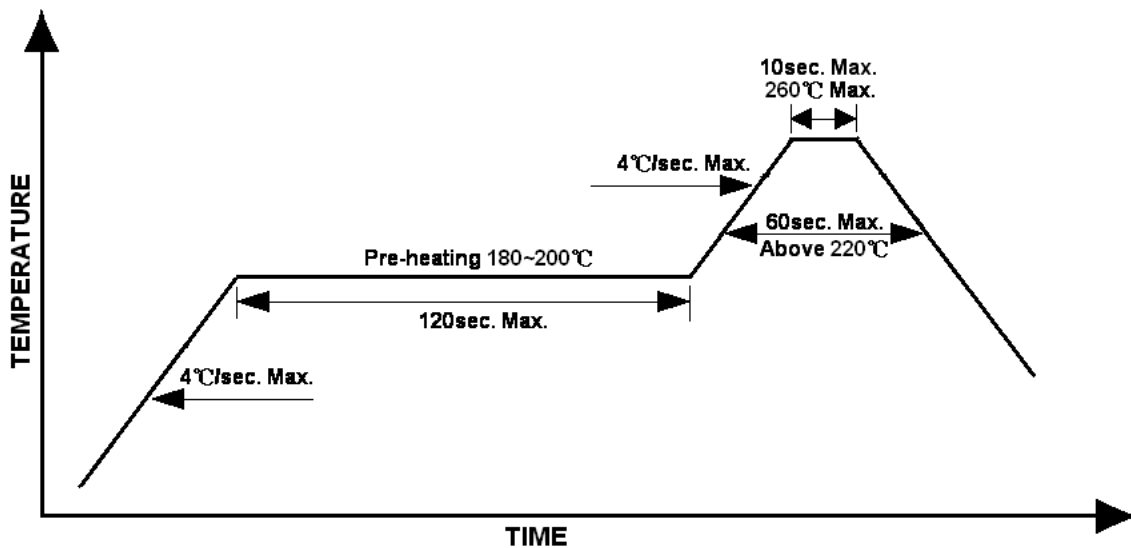 10sec. Max.
260℃ Max.
4℃/sec. Max.
60sec. Max.
Above 220℃
Pre-heating 180~200℃
120sec. Max.
4℃/sec. Max.
TEMPERATURE
TIME